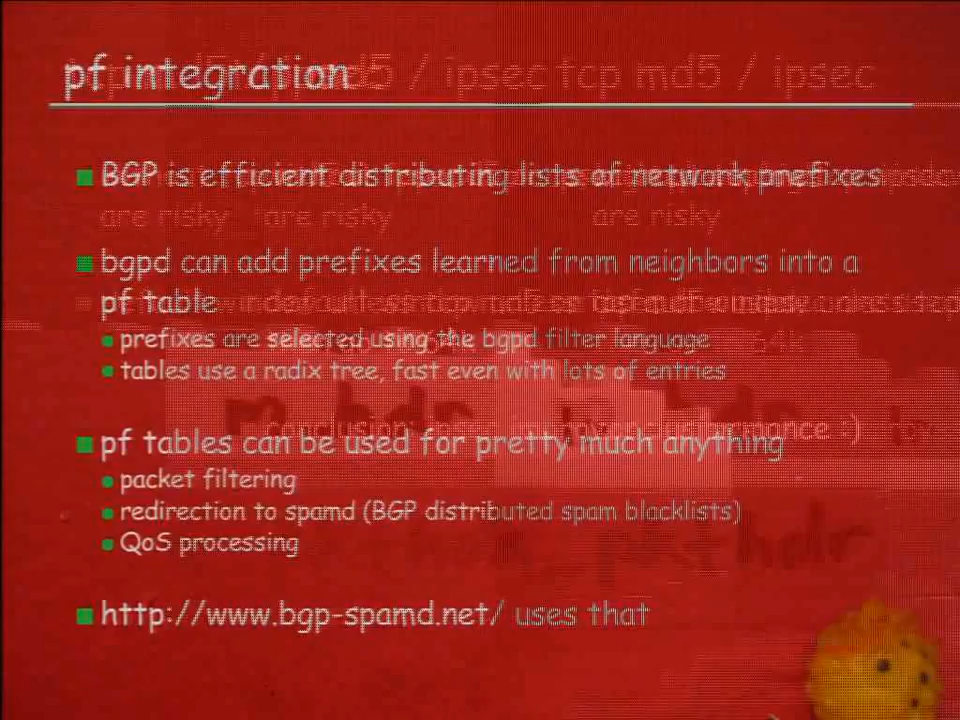 pf integration
BGP is efficient distributing lists of network prefixes
bgpd can add prefixes learned from neighbors into a
pf table
prefixes are selected using the bgpd filter language
tables use a radix tree, fast even with lots of entries
pf tables can be used for pretty much anything
packet filtering
redirection to spamd (BGP distributed spam blacklists)
QoS processing
http://www.bgp-spamd.net/ uses that